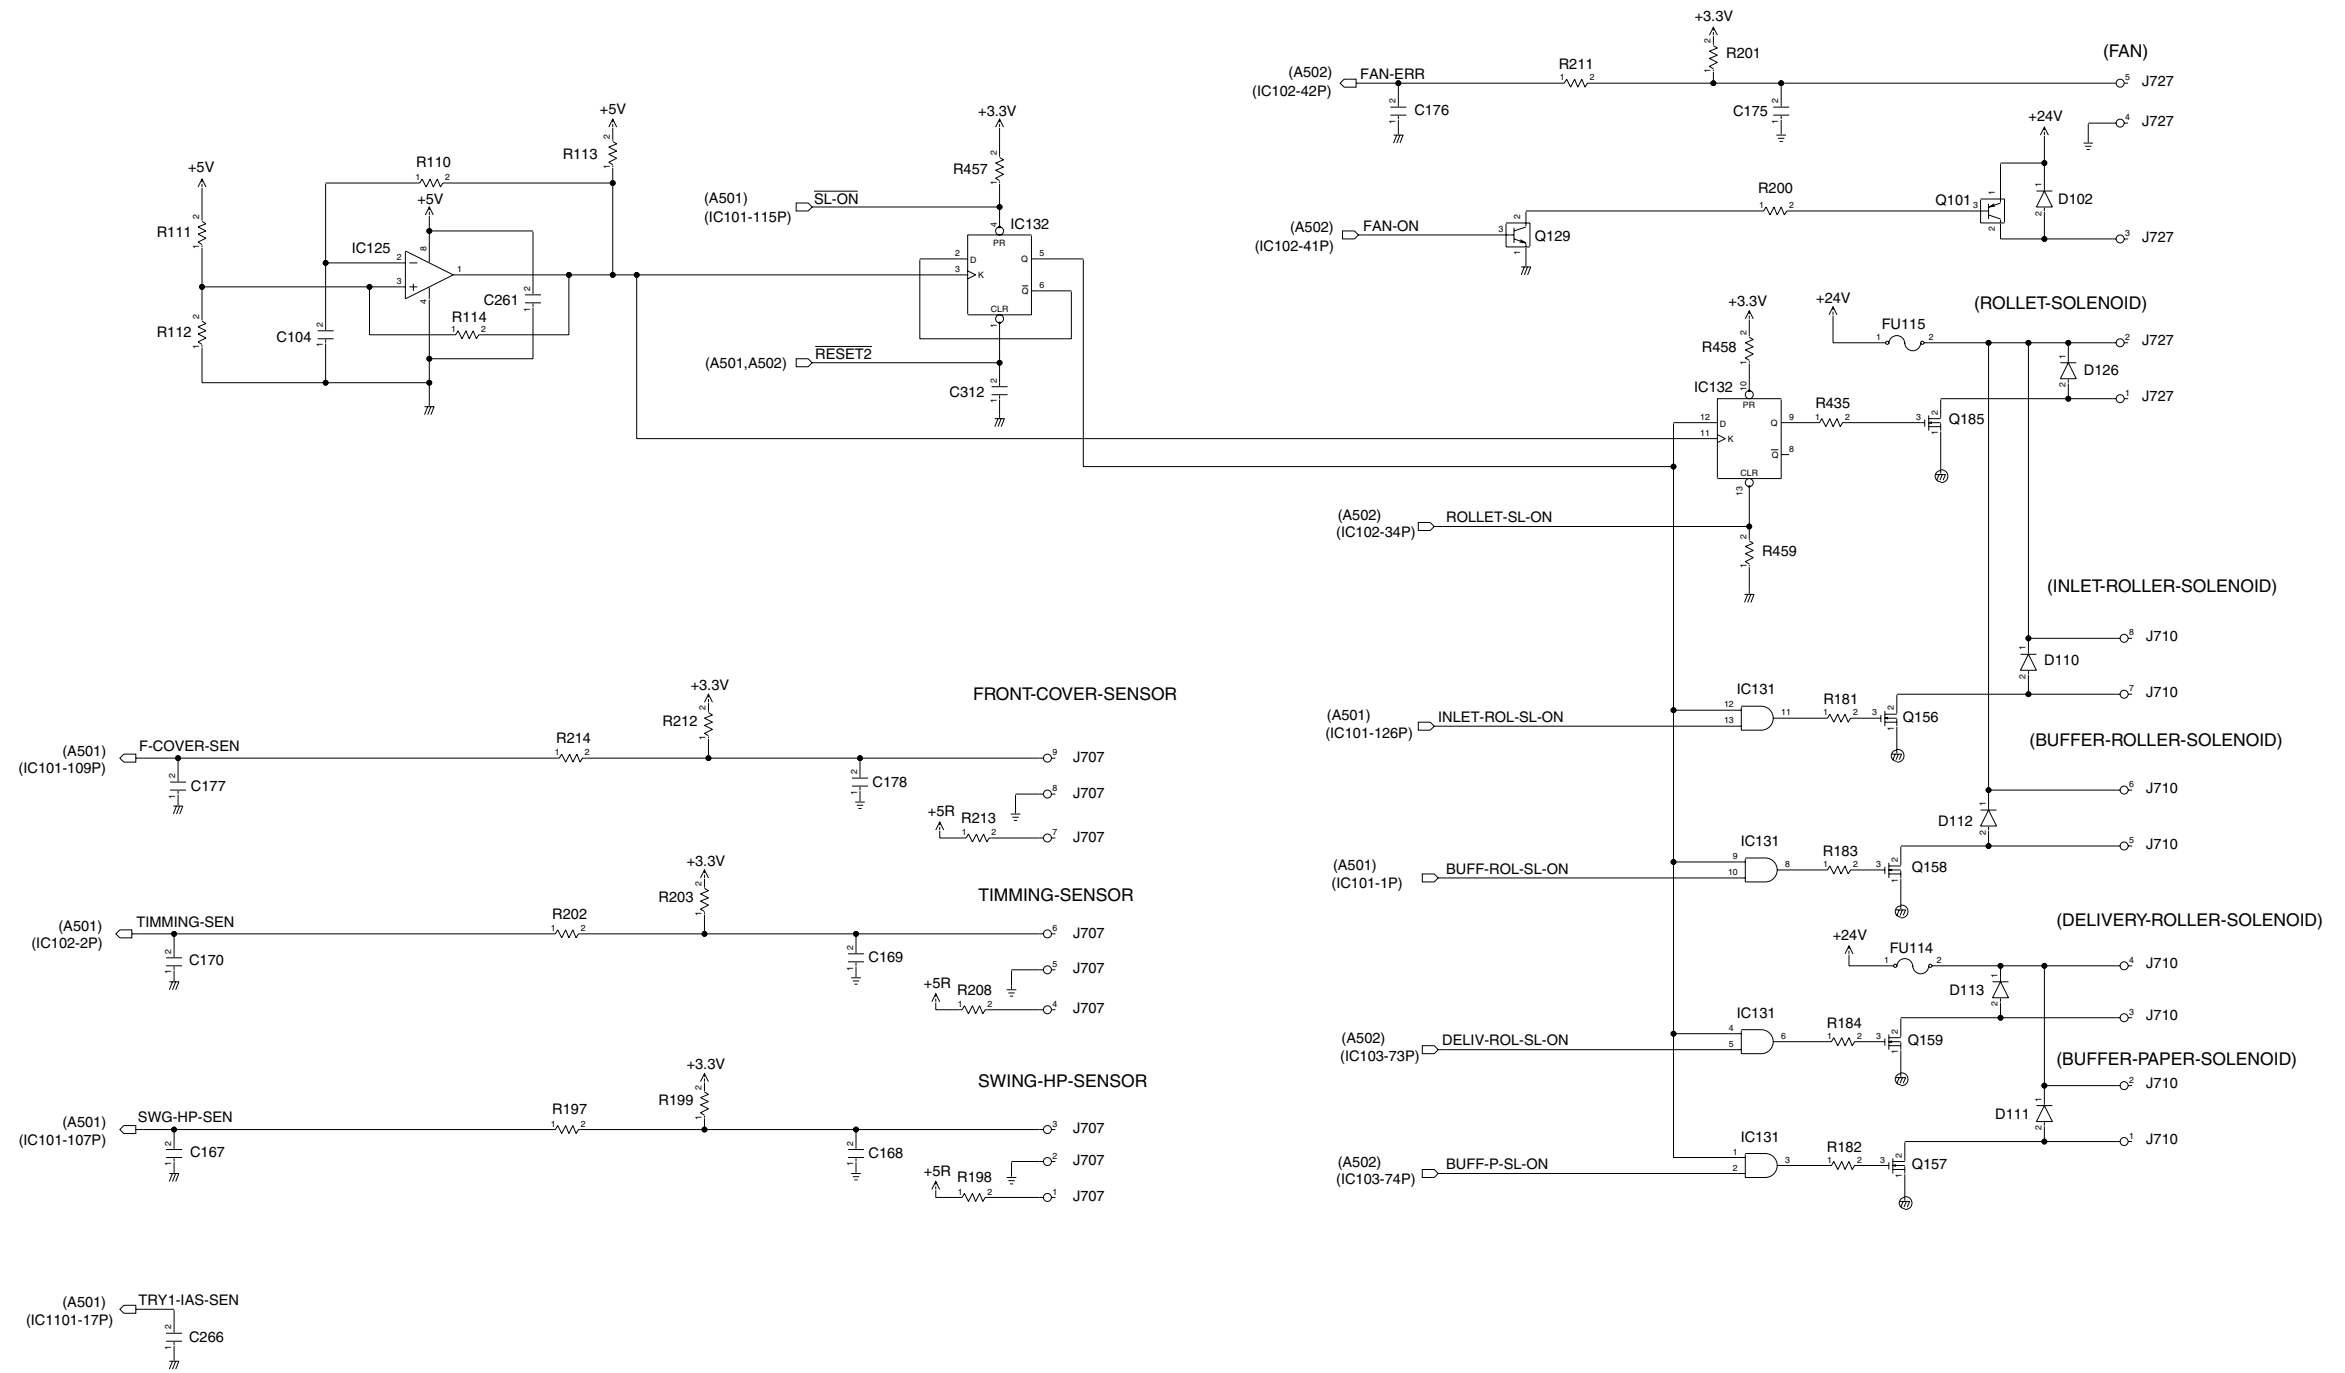 +5V
R111
R112
R110
+5V
IC125
C104
R114
C261
+5V
R113
(A501)
(IC101-115P)
SL-ON
+3.3V
R457
IC132
PR
D
K
Q
Q
CLR
(A501,A502)
RESET2
C312
(A502)
(IC102-42P)
FAN-ERR
C176
R211
+3.3V
R201
C175
(FAN)
J727
J727
+24V
(A502)
(IC102-41P)
FAN-ON
Q129
R200
Q101
D102
J727
(ROLLET-SOLENOID)
+3.3V
R458
IC132
PR
D
K
Q
Q
CLR
+24V
FU115
R435
Q185
D126
J727
J727
(A502)
(IC102-34P)
ROLLET-SL-ON
R459
(INLET-ROLLER-SOLENOID)
J710
D110
J710
(A501)
(IC101-126P)
INLET-ROL-SL-ON
IC131
R181
Q156
(BUFFER-ROLLER-SOLENOID)
J710
D112
J710
(A501)
(IC101-1P)
BUFF-ROL-SL-ON
IC131
R183
Q158
(DELIVERY-ROLLER-SOLENOID)
+24V
FU114
J710
D113
J710
(A502)
(IC103-73P)
DELIV-ROL-SL-ON
IC131
R184
Q159
(BUFFER-PAPER-SOLENOID)
J710
D111
J710
(A502)
(IC103-74P)
BUFF-P-SL-ON
IC131
R182
Q157
FRONT-COVER-SENSOR
(A501)
(IC101-109P)
F-COVER-SEN
C177
R214
+3.3V
R212
C178
J707
J707
+5R
R213
J707
TIMMING-SENSOR
(A501)
(IC102-2P)
TIMMING-SEN
C170
R202
+3.3V
R203
C169
J707
J707
+5R
R208
J707
SWING-HP-SENSOR
(A501)
(IC101-107P)
SWG-HP-SEN
C167
R197
+3.3V
R199
C168
J707
J707
+5R
R198
J707
(A501)
(IC1101-17P)
TRY1-IAS-SEN
C266